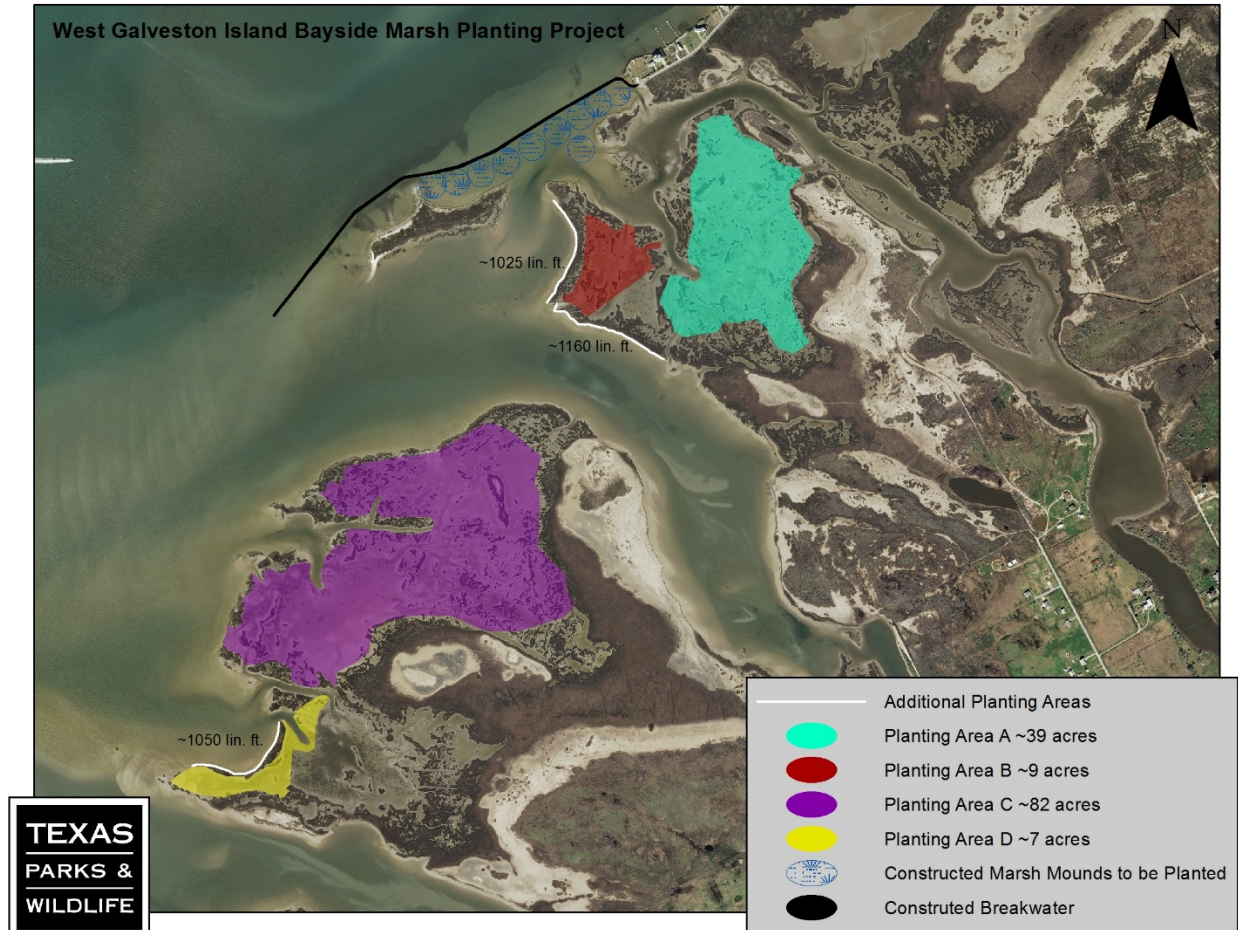 West Galveston Island Bayside Marsh Planting Project
N
~1025 lin. ft.
~1160 lin. ft.
~1050 lin. ft.
Additional Planting Areas
Planting Area A ~39 acres
Planting Area B ~9 acres
Planting Area C ~82 acres
Planting Area D ~7 acres
Constructed Marsh Mounds to be Planted
Construted Breakwater
TEXAS
PARKS &
WILDLIFE